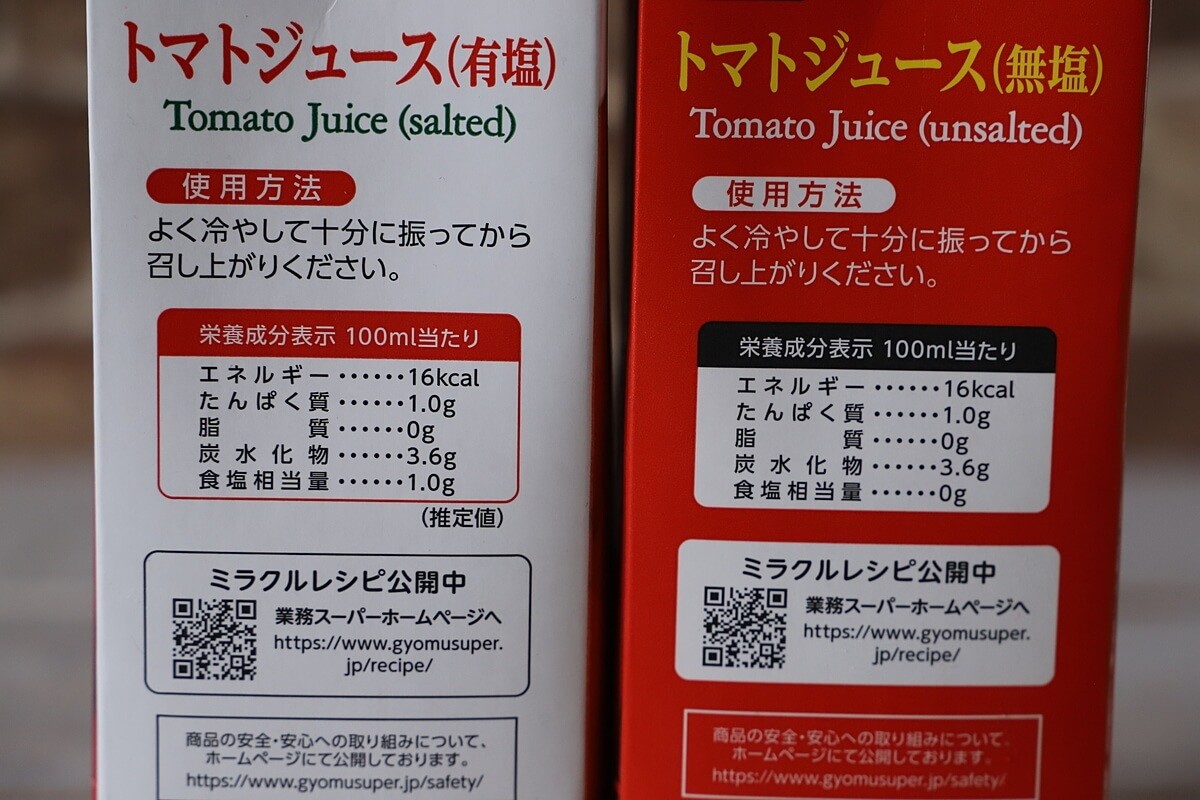 トマトジュース(有塩)
Tomato Juice (salted)
使用方法
よく冷やして十分に振ってから
召し上がりください。
栄養成分表示 100ml当たり
エネルギー ······16kcal
たんぱく質 ······1.0g
脂質 ······0g
炭水化物 ······3.6g
食塩相当量 ······1.0g
(推定値)
ミラクルレシピ公開中
業務スーパーホームページへ
https://www.gyomusuper.
jp/recipe/
商品の安全・安心への取り組みについて、
ホームページにて公開しております。
https://www.gyomusuper.jp/safety/
トマトジュース(無塩)
Tomato Juice (unsalted)
使用方法
よく冷やして十分に振ってから
召し上がりください。
栄養成分表示 100ml当たり
エネルギー ······16kcal
たんぱく質 ······1.0g
脂質 ······0g
炭水化物 ······3.6g
食塩相当量 ······0g
ミラクルレシピ公開中
業務スーパーホームページへ
https://www.gyomusuper.
jp/recipe/
商品の安全・安心への取り組みについて、
ホームページにて公開しております。
https://www.gyomusuper.jp/safety/